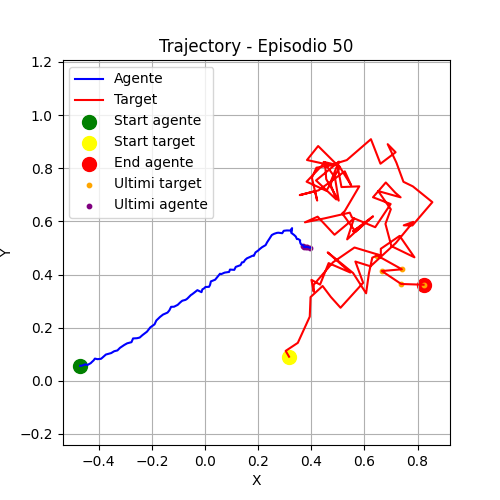 Trajectory - Episodio 50
Agente
Target
Start agente
Start target
End agente
Ultimi target
Ultimi agente
1.2
1.0
0.8
0.6
0.4
0.2
0.0
−0.2
Y
−0.4
−0.2
0.0
0.2
0.4
0.6
0.8
X